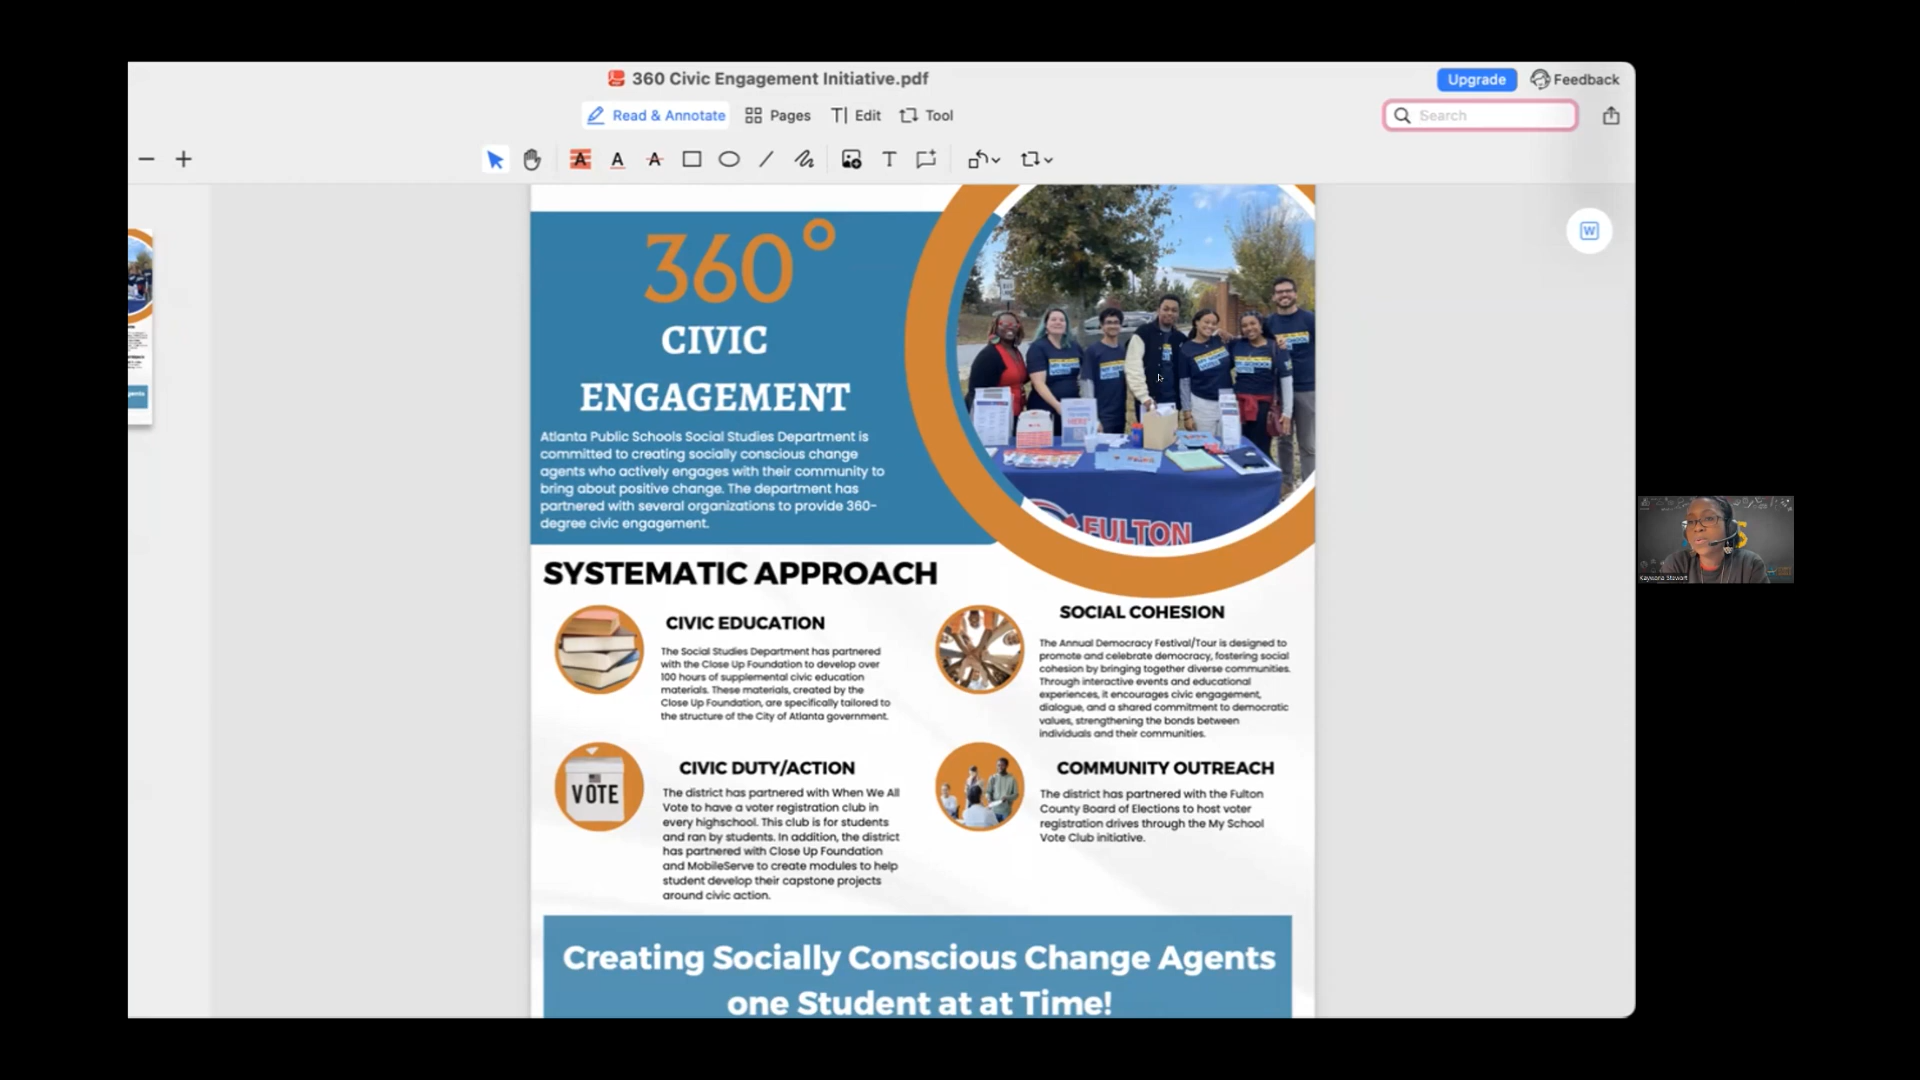 360 Civic Engagement Initiative.pdf
Upgrade
Feedback
Read & Annotate
Pages
Edit
Tool
Search
360°
CIVIC
ENGAGEMENT
Atlanta Public Schools Social Studies Department is
committed to creating socially conscious change
agents who actively engages with their community to
bring about positive change. The department has
partnered with several organizations to provide 360-
degree civic engagement.
FULTON
SYSTEMATIC APPROACH
CIVIC EDUCATION
The Social Studies Department has partnered
with the Close Up Foundation to develop over
100 hours of supplemental civic education
materials. These materials, created by the
Close Up Foundation, are specifically tailored to
the structure of the City of Atlanta government.
SOCIAL COHESION
The Annual Democracy Festival/Tour is designed to
promote and celebrate democracy, fostering social
cohesion by bringing together diverse communities.
Through interactive events and educational
experiences, it encourages civic engagement,
dialogue, and a shared commitment to democratic
values, strengthening the bonds between
individuals and their communities.
VOTE
CIVIC DUTY/ACTION
The district has partnered with When We All
Vote to have a voter registration club in
every highschool. This club is for students
and ran by students. In addition, the district
has partnered with Close Up Foundation
and MobileServe to create modules to help
student develop their capstone projects
around civic action.
COMMUNITY OUTREACH
The district has partnered with the Fulton
County Board of Elections to host voter
registration drives through the My School
Vote Club initiative.
Creating Socially Conscious Change Agents
one Student at at Time!